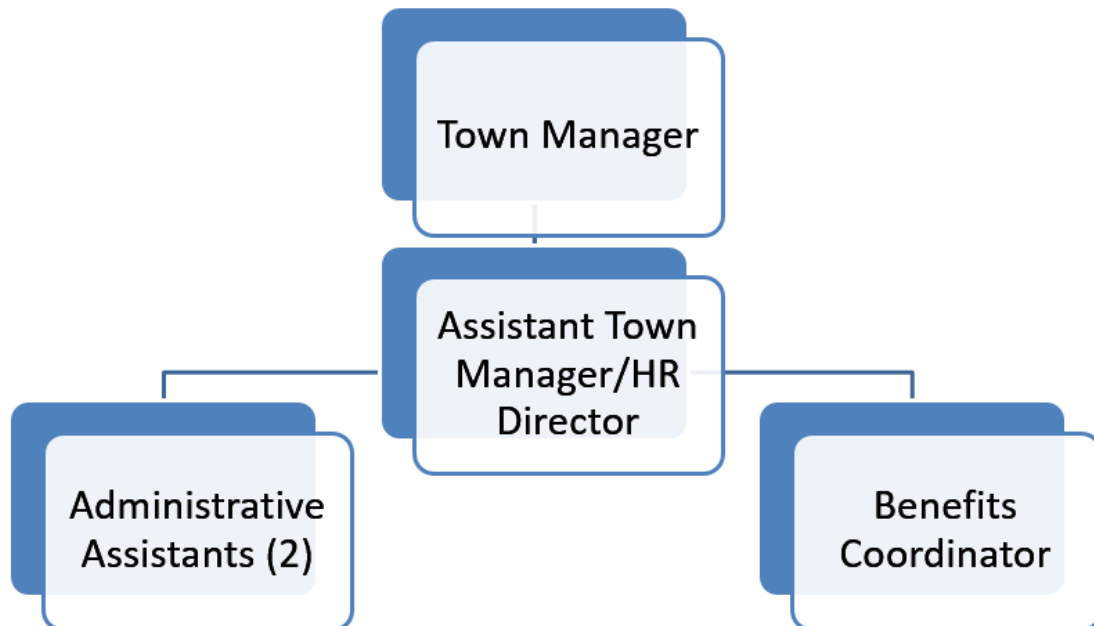 Town Manager
Assistant Town
Manager/HR
Director
Administrative
Assistants (2)
Benefits
Coordinator